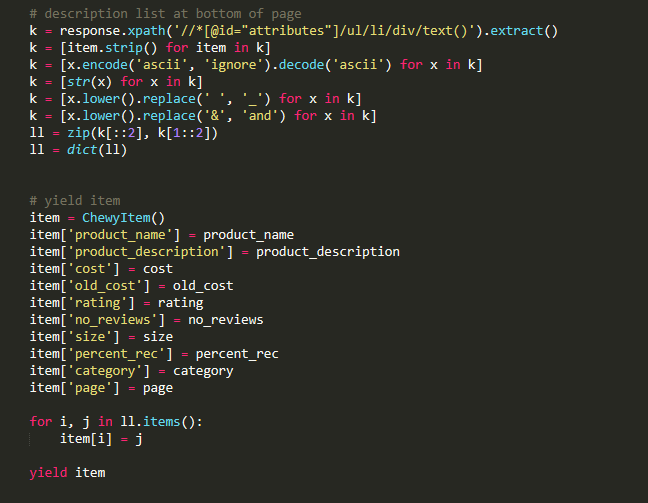 # description list at bottom of page
k = response.xpath('//*[@id="attributes"]/ul/li/div/text()').extract()
k = [item.strip() for item in k]
k = [x.encode('ascii', 'ignore').decode('ascii') for x in k]
k = [str(x) for x in k]
k = [x.lower().replace(' ', '_') for x in k]
k = [x.lower().replace('&', 'and') for x in k]
ll = zip(k[::2], k[1::2])
ll = dict(ll)
# yield item
item = ChewyItem()
item['product_name'] = product_name
item['product_description'] = product_description
item['cost'] = cost
item['old_cost'] = old_cost
item['rating'] = rating
item['no_reviews'] = no_reviews
item['size'] = size
item['percent_rec'] = percent_rec
item['category'] = category
item['page'] = page
for i, j in ll.items():
    item[i] = j
yield item